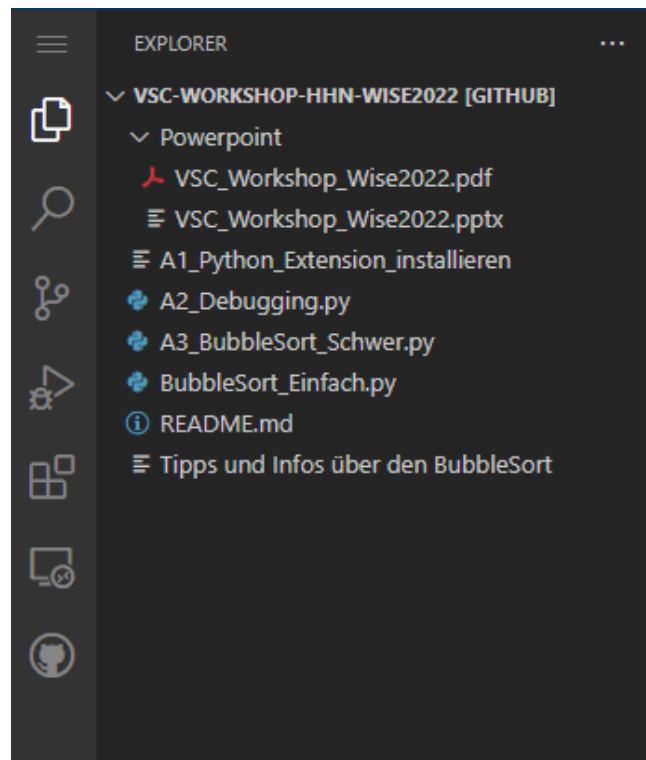 EXPLORER ...
VSC-WORKSHOP-HHN-WISE2022 [GITHUB]
Powerpoint
VSC_Workshop_Wise2022.pdf
VSC_Workshop_Wise2022.pptx
A1_Python_Extension_installieren
A2_Debugging.py
A3_BubbleSort_Schwer.py
BubbleSort_Einfach.py
README.md
Tipps und Infos über den BubbleSort